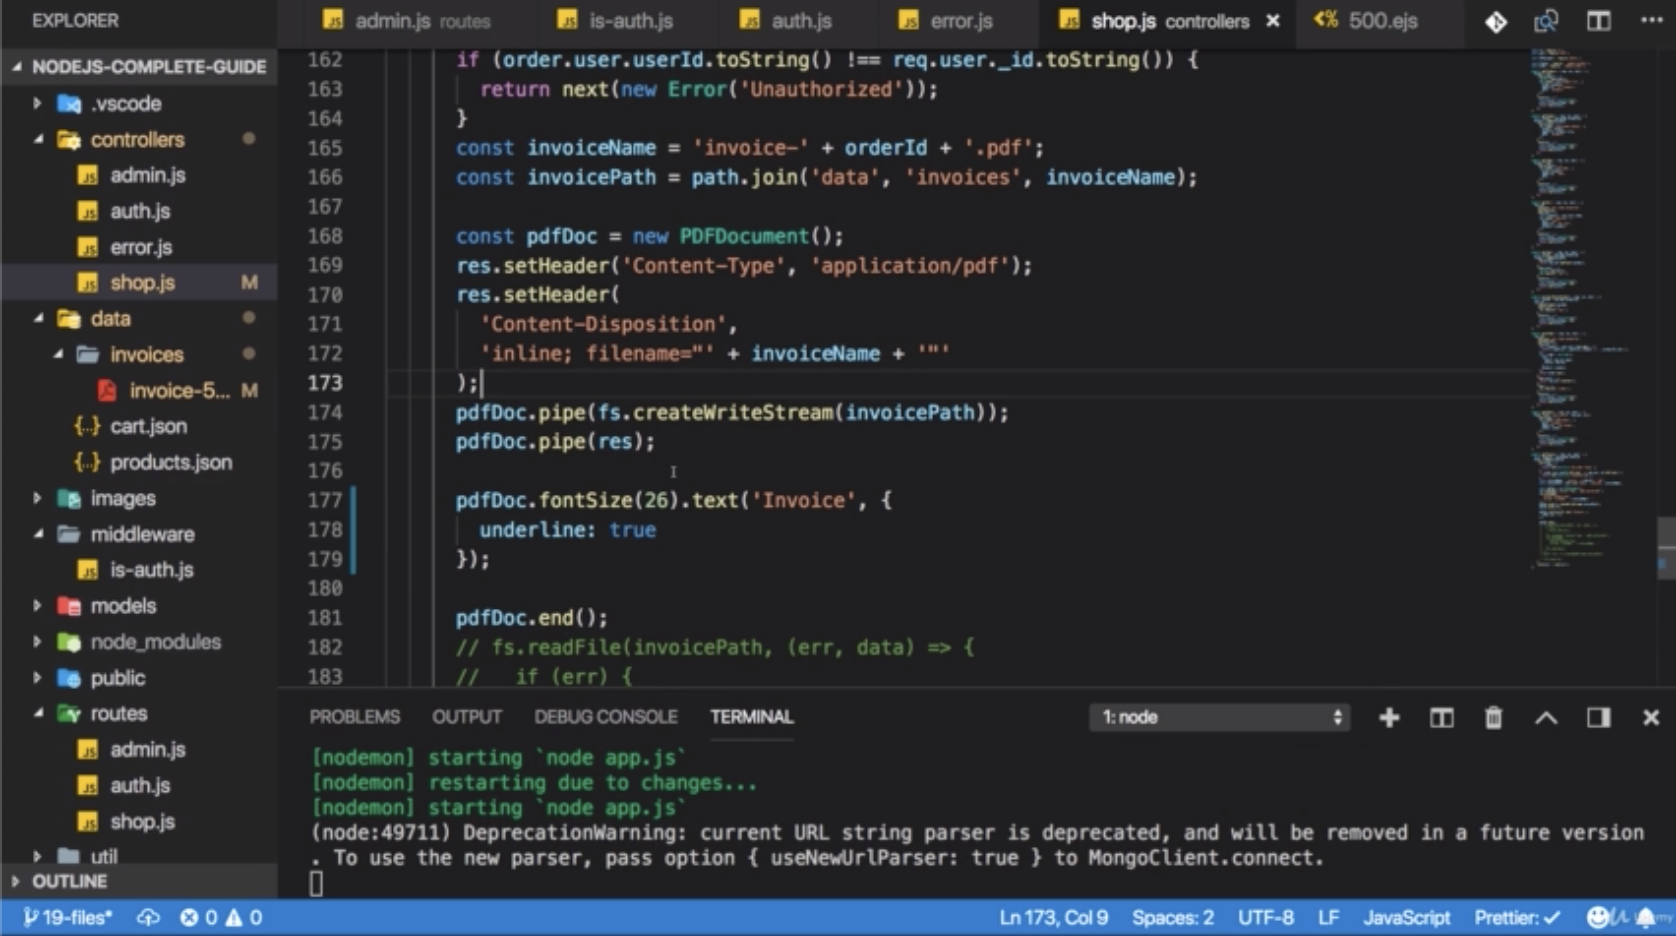 EXPLORER
admin.js routes
is-auth.js
auth.js
error.js
shop.js controllers
500.ejs
NODEJS-COMPLETE-GUIDE
.vscode
controllers
admin.js
auth.js
error.js
shop.js M
data
invoices
invoice-5... M
cart.json
products.json
images
middleware
is-auth.js
models
node_modules
public
routes
admin.js
auth.js
shop.js
util
OUTLINE
162 if (order.user.userId.toString() !== req.user._id.toString()) {
163 return next(new Error('Unauthorized'));
164 }
165 const invoiceName = 'invoice-' + orderId + '.pdf';
166 const invoicePath = path.join('data', 'invoices', invoiceName);
167
168 const pdfDoc = new PDFDocument();
169 res.setHeader('Content-Type', 'application/pdf');
170 res.setHeader(
171 'Content-Disposition',
172 'inline; filename="' + invoiceName + '"'
173 );
174 pdfDoc.pipe(fs.createWriteStream(invoicePath));
175 pdfDoc.pipe(res);
176
177 pdfDoc.fontSize(26).text('Invoice', {
178 underline: true
179 });
180
181 pdfDoc.end();
182 // fs.readFile(invoicePath, (err, data) => {
183 // if (err) {
PROBLEMS OUTPUT DEBUG CONSOLE TERMINAL
1: node
[nodemon] starting `node app.js`
[nodemon] restarting due to changes...
[nodemon] starting `node app.js`
(node:49711) DeprecationWarning: current URL string parser is deprecated, and will be removed in a future version
. To use the new parser, pass option { useNewUrlParser: true } to MongoClient.connect.
19-files* 0 0
Ln 173, Col 9 Spaces: 2 UTF-8 LF JavaScript Prettier: ✓